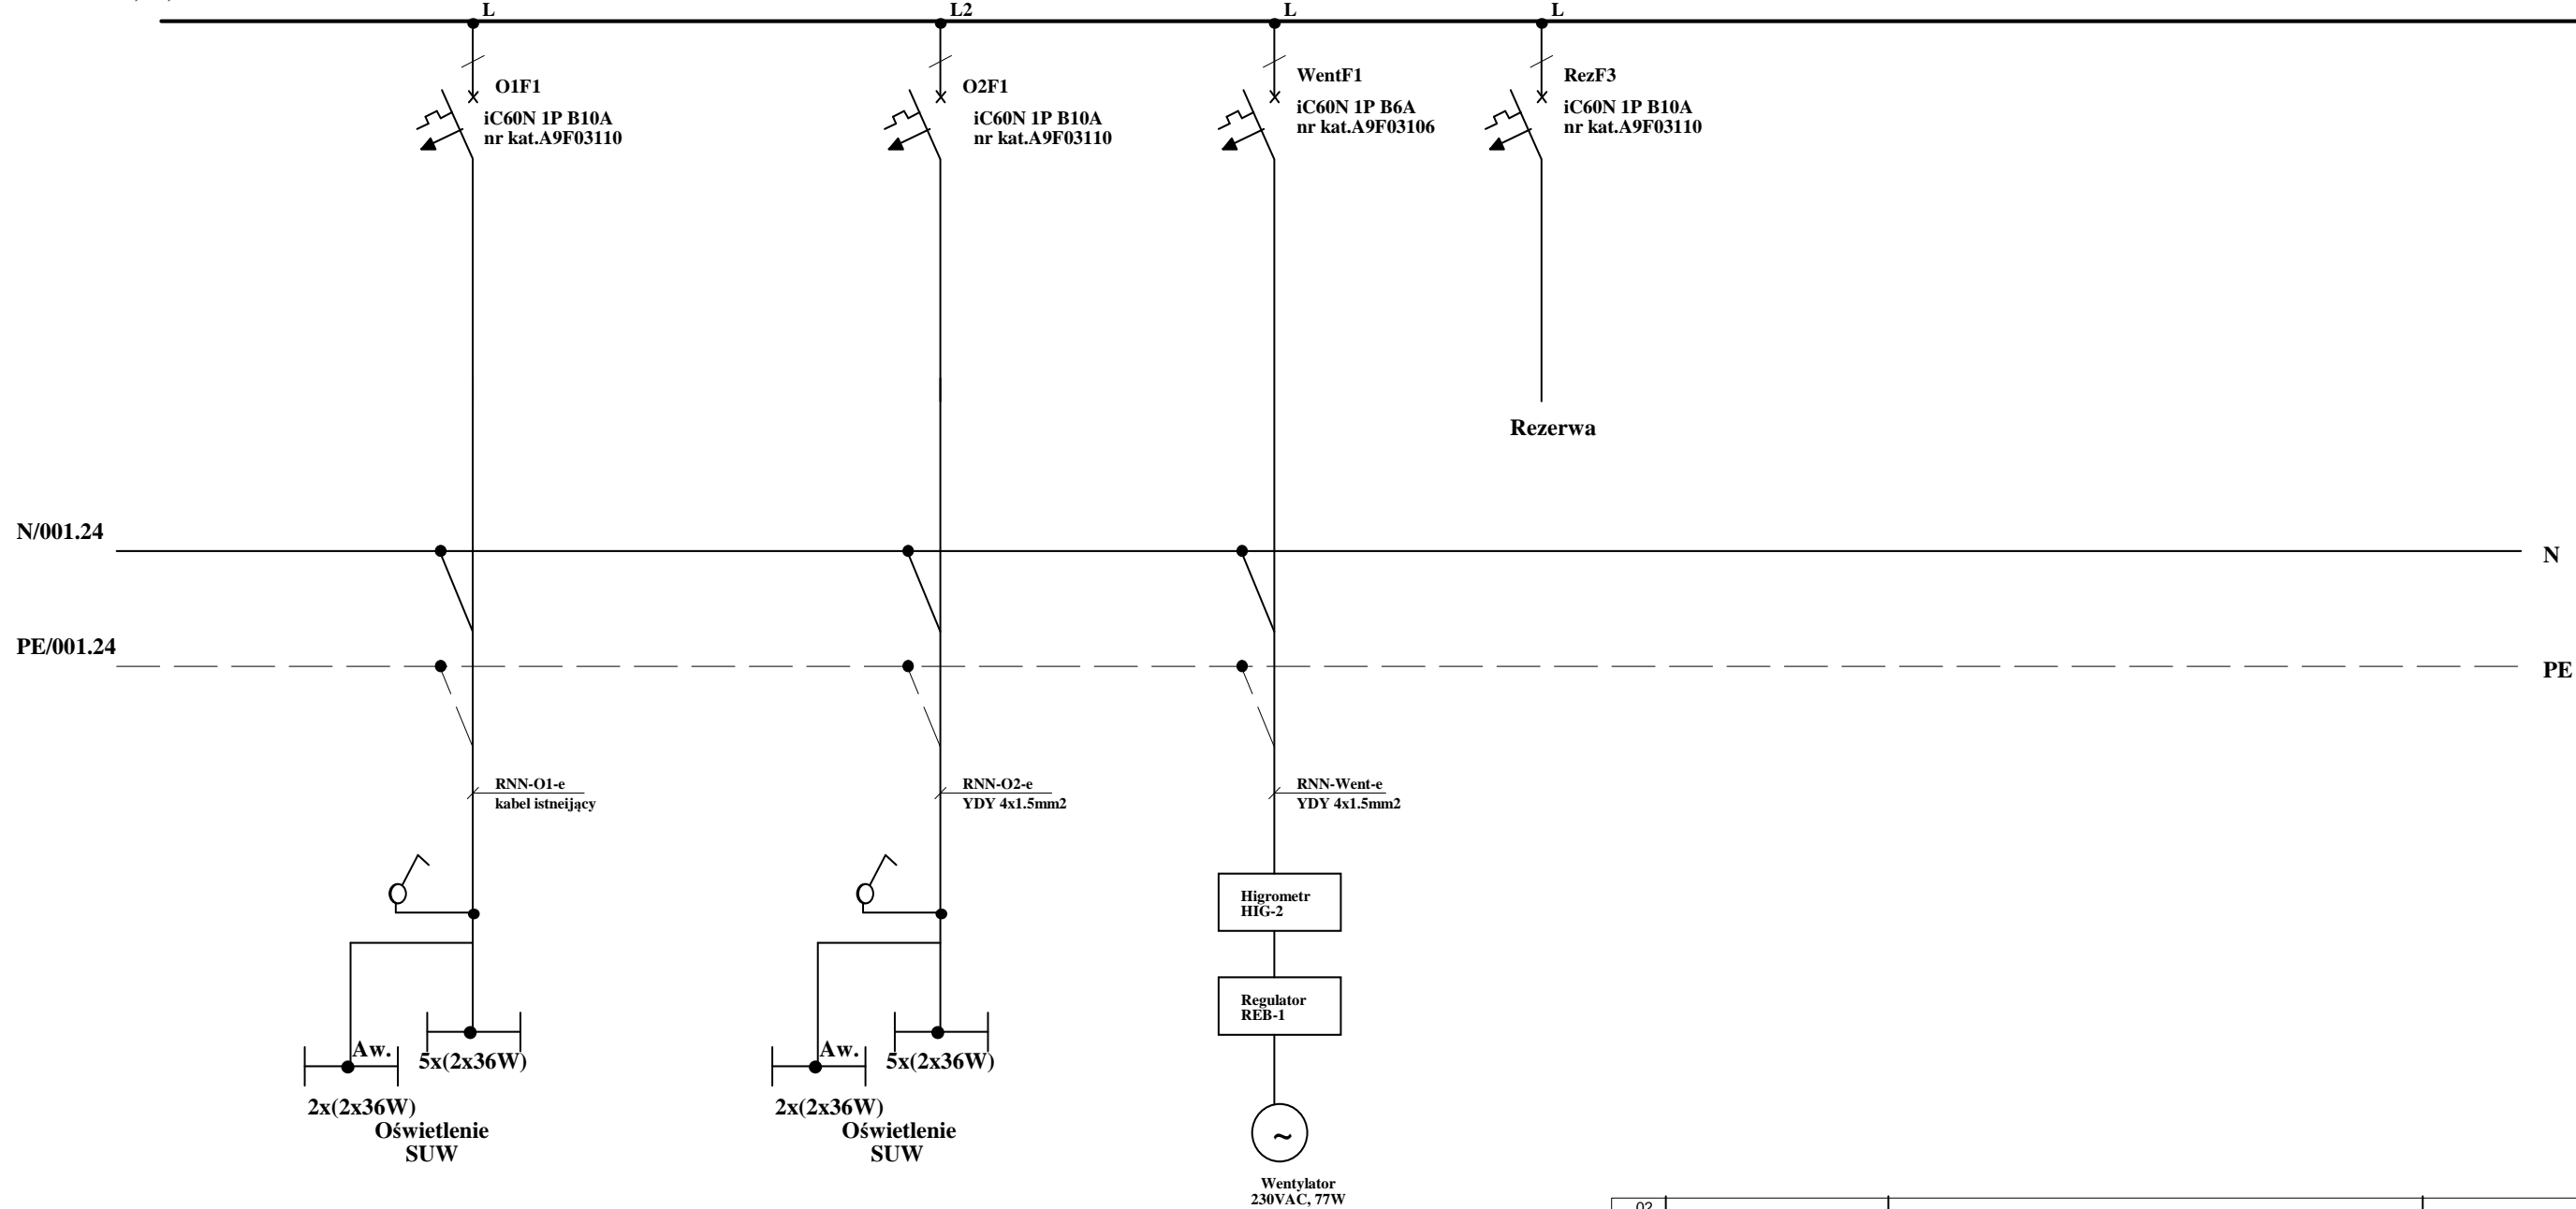 L
L2
L
L
O1F1
iC60N 1P B10A
nr kat.A9F03110
O2F1
iC60N 1P B10A
nr kat.A9F03110
WentF1
iC60N 1P B6A
nr kat.A9F03106
RezF3
iC60N 1P B10A
nr kat.A9F03110
Rezerwa
N/001.24
N
PE/001.24
PE
RNN-O1-e
kabel istneijący
RNN-O2-e
YDY 4x1.5mm2
RNN-Went-e
YDY 4x1.5mm2
Higrometr
HIG-2
Regulator
REB-1
Aw.
5x(2x36W)
2x(2x36W)
Oświetlenie
SUW
Aw.
5x(2x36W)
2x(2x36W)
Oświetlenie
SUW
~
Wentylator
230VAC, 77W
02